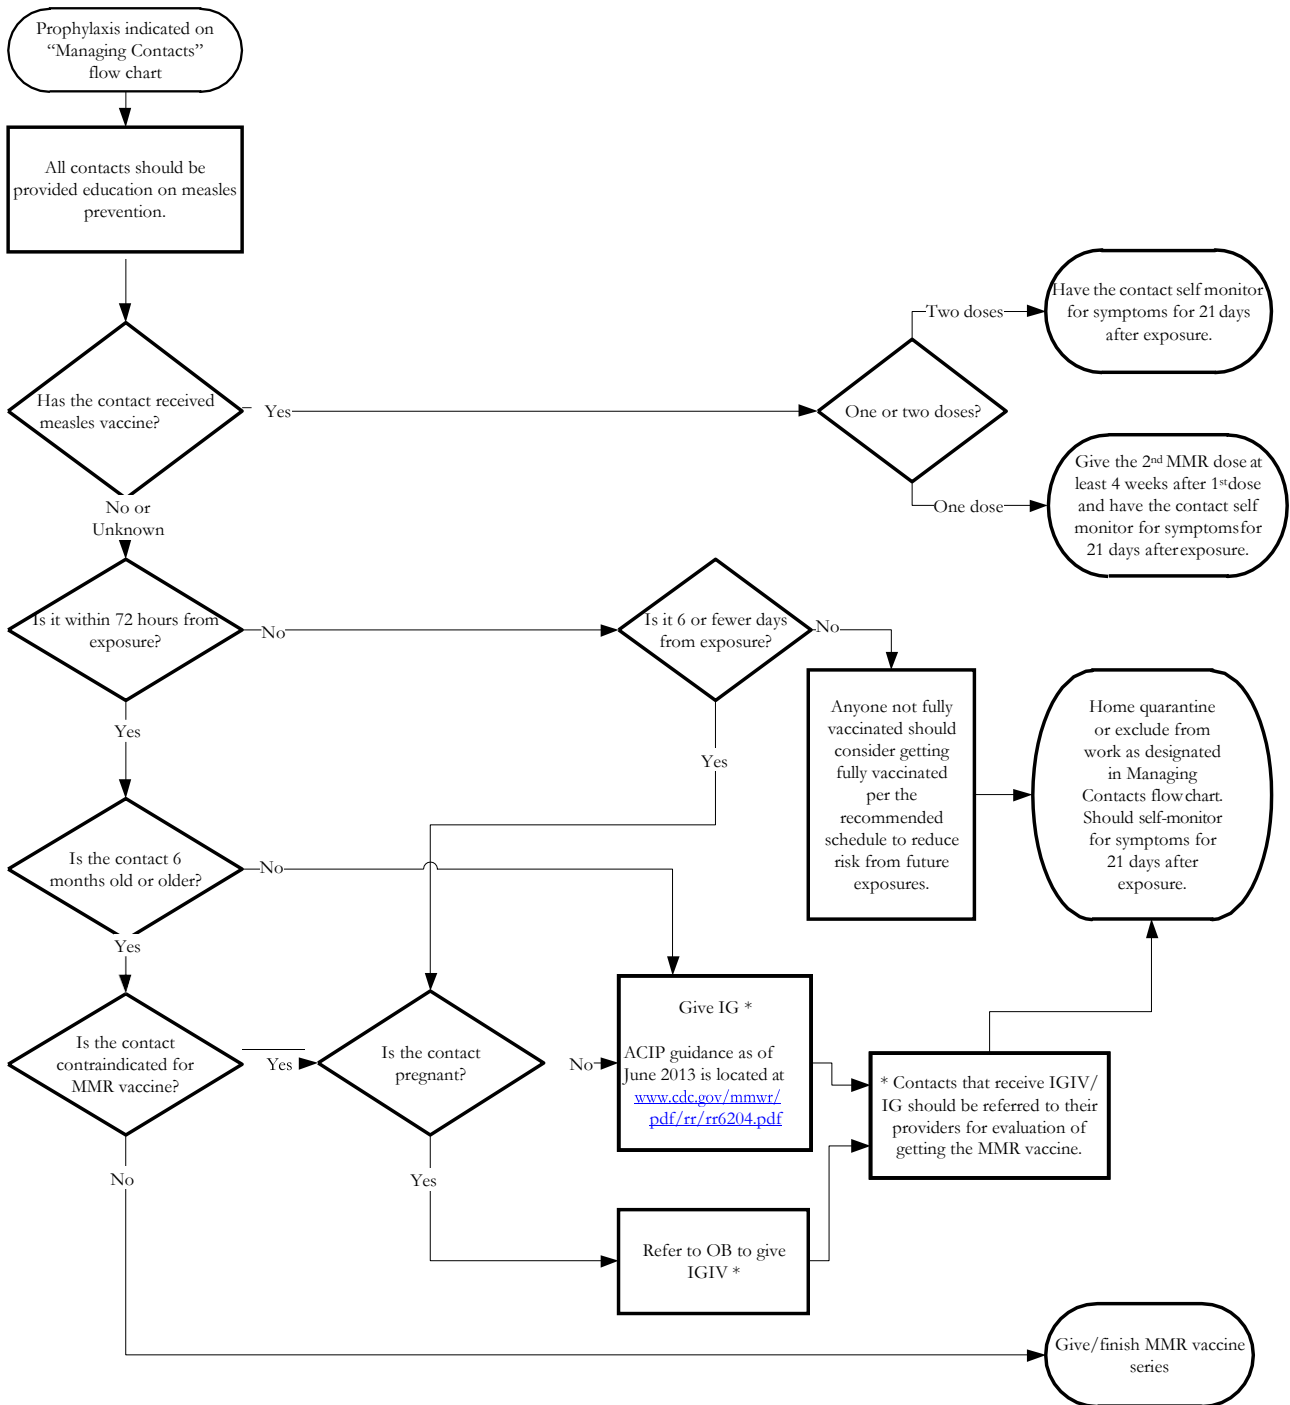 Prophylaxis indicated on
“Managing Contacts”
flow chart
All contacts should be
provided education on measles
prevention.
Has the contact received
measles vaccine?
Yes
One or two doses?
Two doses
Have the contact self monitor
for symptoms for 21 days
after exposure.
One dose
Give the 2nd MMR dose at
least 4 weeks after 1st dose
and have the contact self
monitor for symptoms for
21 days after exposure.
No or
Unknown
Is it within 72 hours from
exposure?
No
Is it 6 or fewer days
from exposure?
No
Anyone not fully
vaccinated should
consider getting
fully vaccinated
per the
recommended
schedule to reduce
risk from future
exposures.
Home quarantine
or exclude from
work as designated
in Managing
Contacts flowchart.
Should self-monitor
for symptoms for
21 days after
exposure.
Yes
Yes
Is the contact 6
months old or older?
No
Yes
Is the contact
contraindicated for
MMR vaccine?
Yes
Is the contact
pregnant?
No
Give IG *
ACIP guidance as of
June 2013 is located at
www.cdc.gov/mmwr/
pdf/rr/rr6204.pdf
* Contacts that receive IGIV/
IG should be referred to their
providers for evaluation of
getting the MMR vaccine.
No
Yes
Refer to OB to give
IGIV *
Give/finish MMR vaccine
series